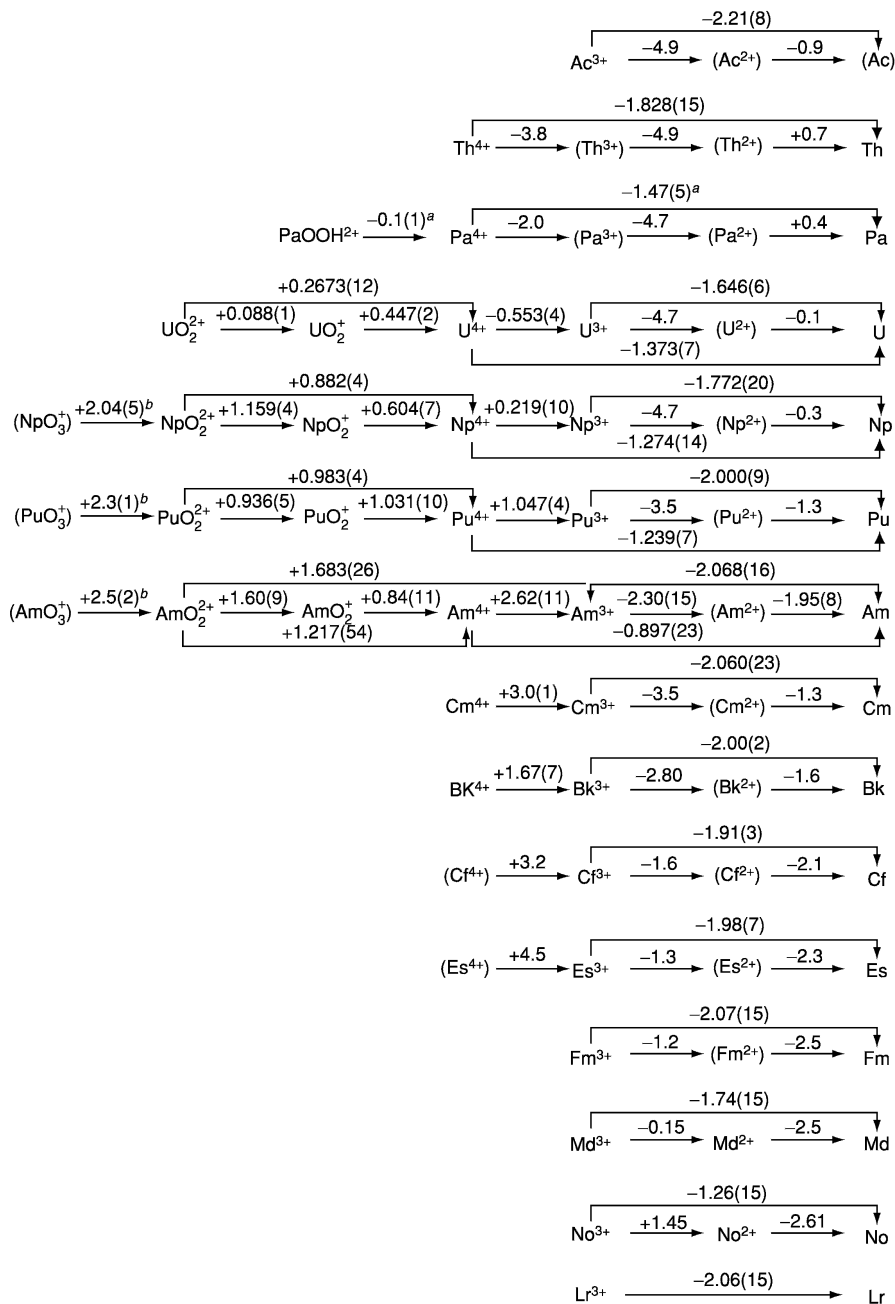 −2.21(8)
Ac³⁺ −4.9 (Ac²⁺) −0.9 (Ac)
−1.828(15)
Th⁴⁺ −3.8 (Th³⁺) −4.9 (Th²⁺) +0.7 Th
−1.47(5)ᵃ
PaOOH²⁺ −0.1(1)ᵃ Pa⁴⁺ −2.0 (Pa³⁺) −4.7 (Pa²⁺) +0.4 Pa
+0.2673(12) −1.646(6)
UO₂²⁺ +0.088(1) UO₂⁺ +0.447(2) U⁴⁺ −0.553(4) U³⁺ −4.7 (U²⁺) −0.1 U
−1.373(7)
+0.882(4) −1.772(20)
(NpO₃⁺) +2.04(5)ᵇ NpO₂²⁺ +1.159(4) NpO₂⁺ +0.604(7) Np⁴⁺ +0.219(10) Np³⁺ −4.7 (Np²⁺) −0.3 Np
−1.274(14)
+0.983(4) −2.000(9)
(PuO₃⁺) +2.3(1)ᵇ PuO₂²⁺ +0.936(5) PuO₂⁺ +1.031(10) Pu⁴⁺ +1.047(4) Pu³⁺ −3.5 (Pu²⁺) −1.3 Pu
−1.239(7)
+1.683(26) −2.068(16)
(AmO₃⁺) +2.5(2)ᵇ AmO₂²⁺ +1.60(9) AmO₂⁺ +0.84(11) Am⁴⁺ +2.62(11) Am³⁺ −2.30(15) (Am²⁺) −1.95(8) Am
+1.217(54) −0.897(23)
−2.060(23)
Cm⁴⁺ +3.0(1) Cm³⁺ −3.5 (Cm²⁺) −1.3 Cm
−2.00(2)
BK⁴⁺ +1.67(7) Bk³⁺ −2.80 (Bk²⁺) −1.6 Bk
−1.91(3)
(Cf⁴⁺) +3.2 Cf³⁺ −1.6 (Cf²⁺) −2.1 Cf
−1.98(7)
(Es⁴⁺) +4.5 Es³⁺ −1.3 (Es²⁺) −2.3 Es
−2.07(15)
Fm³⁺ −1.2 (Fm²⁺) −2.5 Fm
−1.74(15)
Md³⁺ −0.15 Md²⁺ −2.5 Md
−1.26(15)
No³⁺ +1.45 No²⁺ −2.61 No
Lr³⁺ −2.06(15) Lr